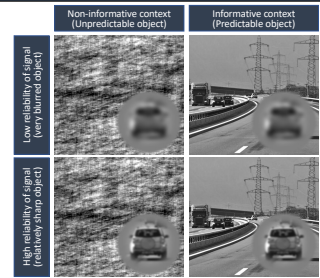 Non-informative context
(Unpredictable object)
Informative context
(Predictable object)
Low reliability of signal
(very blurred object)
High reliability of signal
(relatively sharp object)